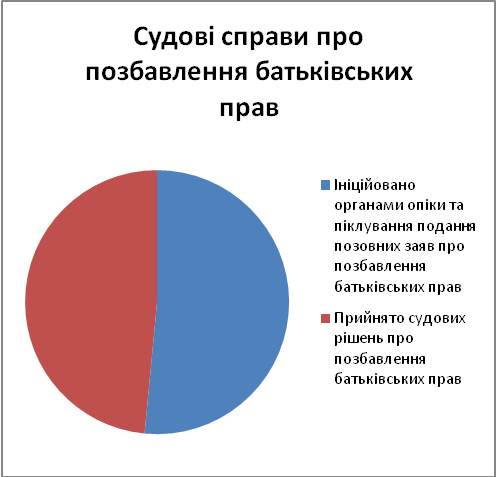 Судові справи про
позбавлення батьківських
прав
Ініційовано
органами опіки та
піклування подання
позовних заяв про
позбавлення
батьківських прав
Прийнято судових
рішень про
позбавлення
батьківських прав